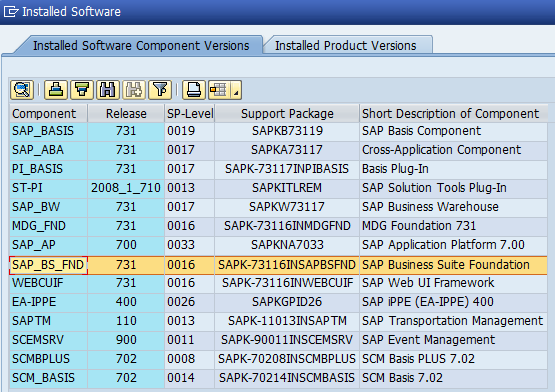 Installed Software
Installed Software Component Versions Installed Product Versions
Component Release SP-Level Support Package Short Description of Component
SAP_BASIS 731 0019 SAPKB73119 SAP Basis Component
SAP_ABA 731 0017 SAPKA73117 Cross-Application Component
PI_BASIS 731 0017 SAPK-73117INPIBASIS Basis Plug-In
ST-PI 2008_1_710 0013 SAPKITLREM SAP Solution Tools Plug-In
SAP_BW 731 0017 SAPKW73117 SAP Business Warehouse
MDG_FND 731 0016 SAPK-73116INMDGFND MDG Foundation 731
SAP_AP 700 0033 SAPKNA7033 SAP Application Platform 7.00
SAP_BS_FND 731 0016 SAPK-73116INSAPBSFND SAP Business Suite Foundation
WEBCUIF 731 0016 SAPK-73116INWEBCUIF SAP Web UI Framework
EA-IPPE 400 0026 SAPKGPID26 SAP iPPE (EA-IPPE) 400
SAPTM 110 0013 SAPK-11013INSAPTM SAP Transportation Management
SCEMSRV 900 0011 SAPK-90011INSCEMSRV SAP Event Management
SCMBPLUS 702 0008 SAPK-70208INSCMBPLUS SCM Basis PLUS 7.02
SCM_BASIS 702 0014 SAPK-70214INSCMBASIS SCM Basis 7.02